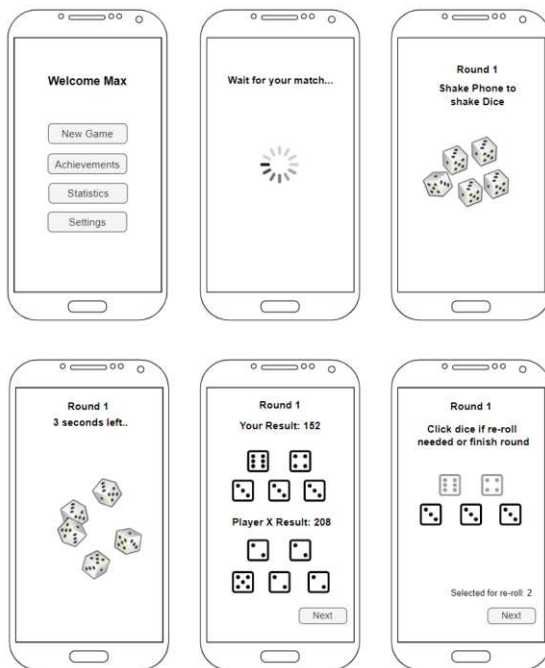 Welcome Max
New Game
Achievements
Statistics
Settings
Wait for your match...
Round 1
Shake Phone to
shake Dice
Round 1
3 seconds left..
Round 1
Your Result: 152
Player X Result: 208
Next
Round 1
Click dice if re-roll
needed or finish round
Selected for re-roll: 2
Next